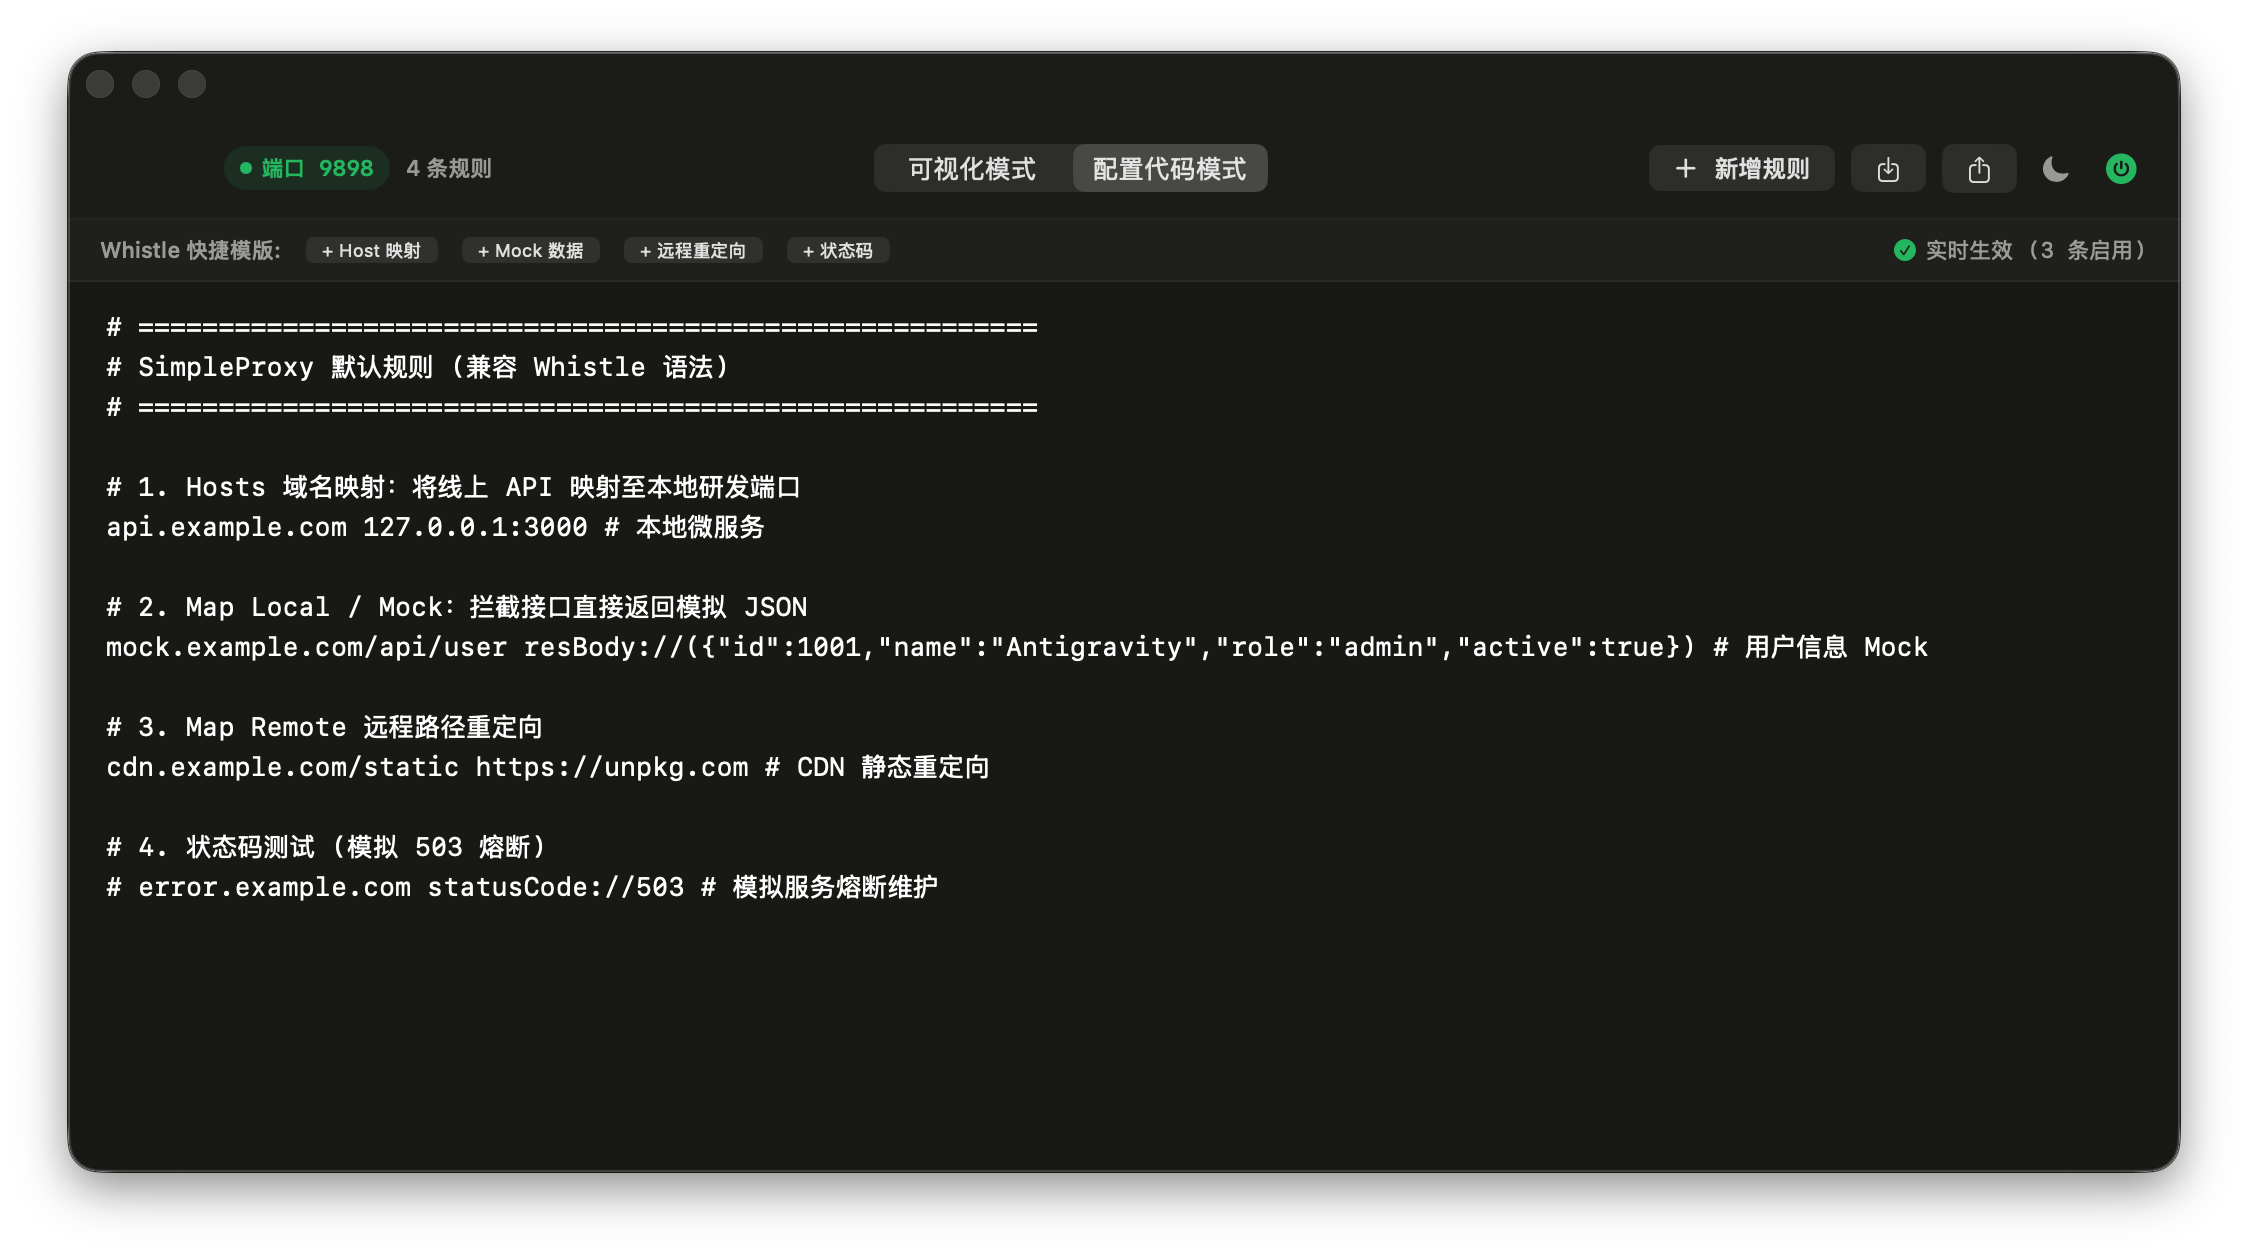 端口 9898 4 条规则 可视化模式 配置代码模式 + 新增规则
Whistle 快捷模版: + Host 映射 + Mock 数据 + 远程重定向 + 状态码 实时生效（3 条启用）
# ========================================================
# SimpleProxy 默认规则（兼容 Whistle 语法）
# ========================================================
# 1. Hosts 域名映射：将线上 API 映射至本地研发端口
api.example.com 127.0.0.1:3000 # 本地微服务
# 2. Map Local / Mock：拦截接口直接返回模拟 JSON
mock.example.com/api/user resBody://({"id":1001,"name":"Antigravity","role":"admin","active":true}) # 用户信息 Mock
# 3. Map Remote 远程路径重定向
cdn.example.com/static https://unpkg.com # CDN 静态重定向
# 4. 状态码测试（模拟 503 熔断）
# error.example.com statusCode://503 # 模拟服务熔断维护